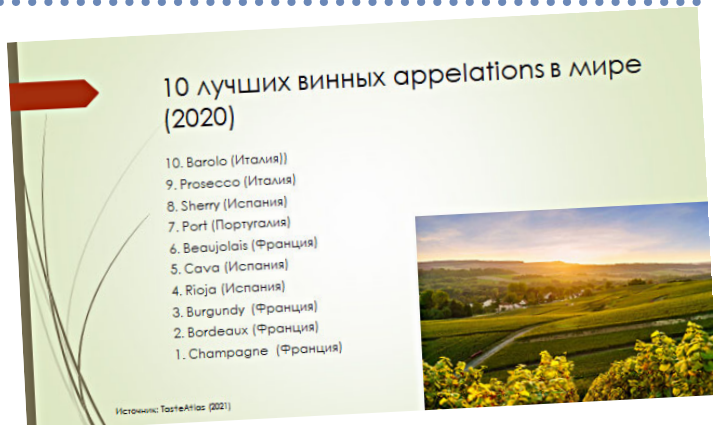 10 лучших винных appelations в мире
(2020)
10. Barolo (Италия))
9. Prosecco (Италия)
8. Sherry (Испания)
7. Port (Португалия)
6. Beaujolais (Франция)
5. Cava (Испания)
4. Rioja (Испания)
3. Burgundy (Франция)
2. Bordeaux (Франция)
1. Champagne (Франция)
Источник: TasteAtlas (2021)